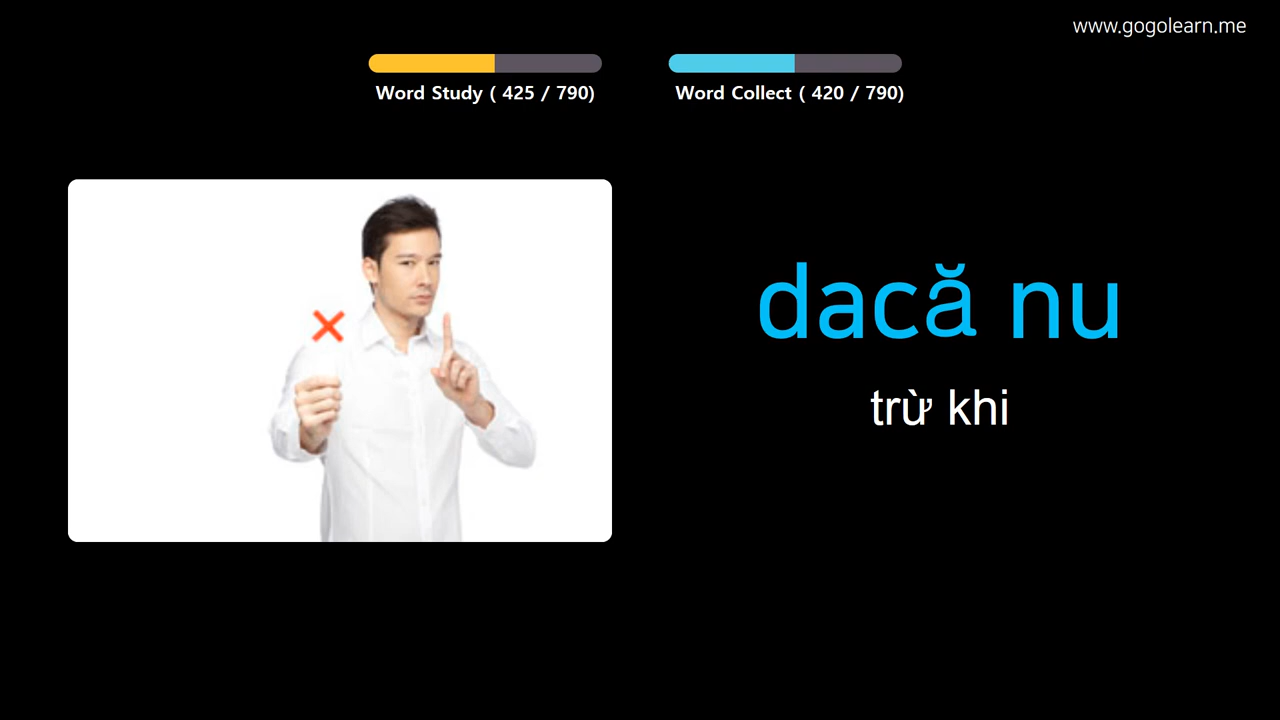 www.gogolearn.me
Word Study ( 425 / 790)
Word Collect ( 420 / 790)
dacă nu
trừ khi